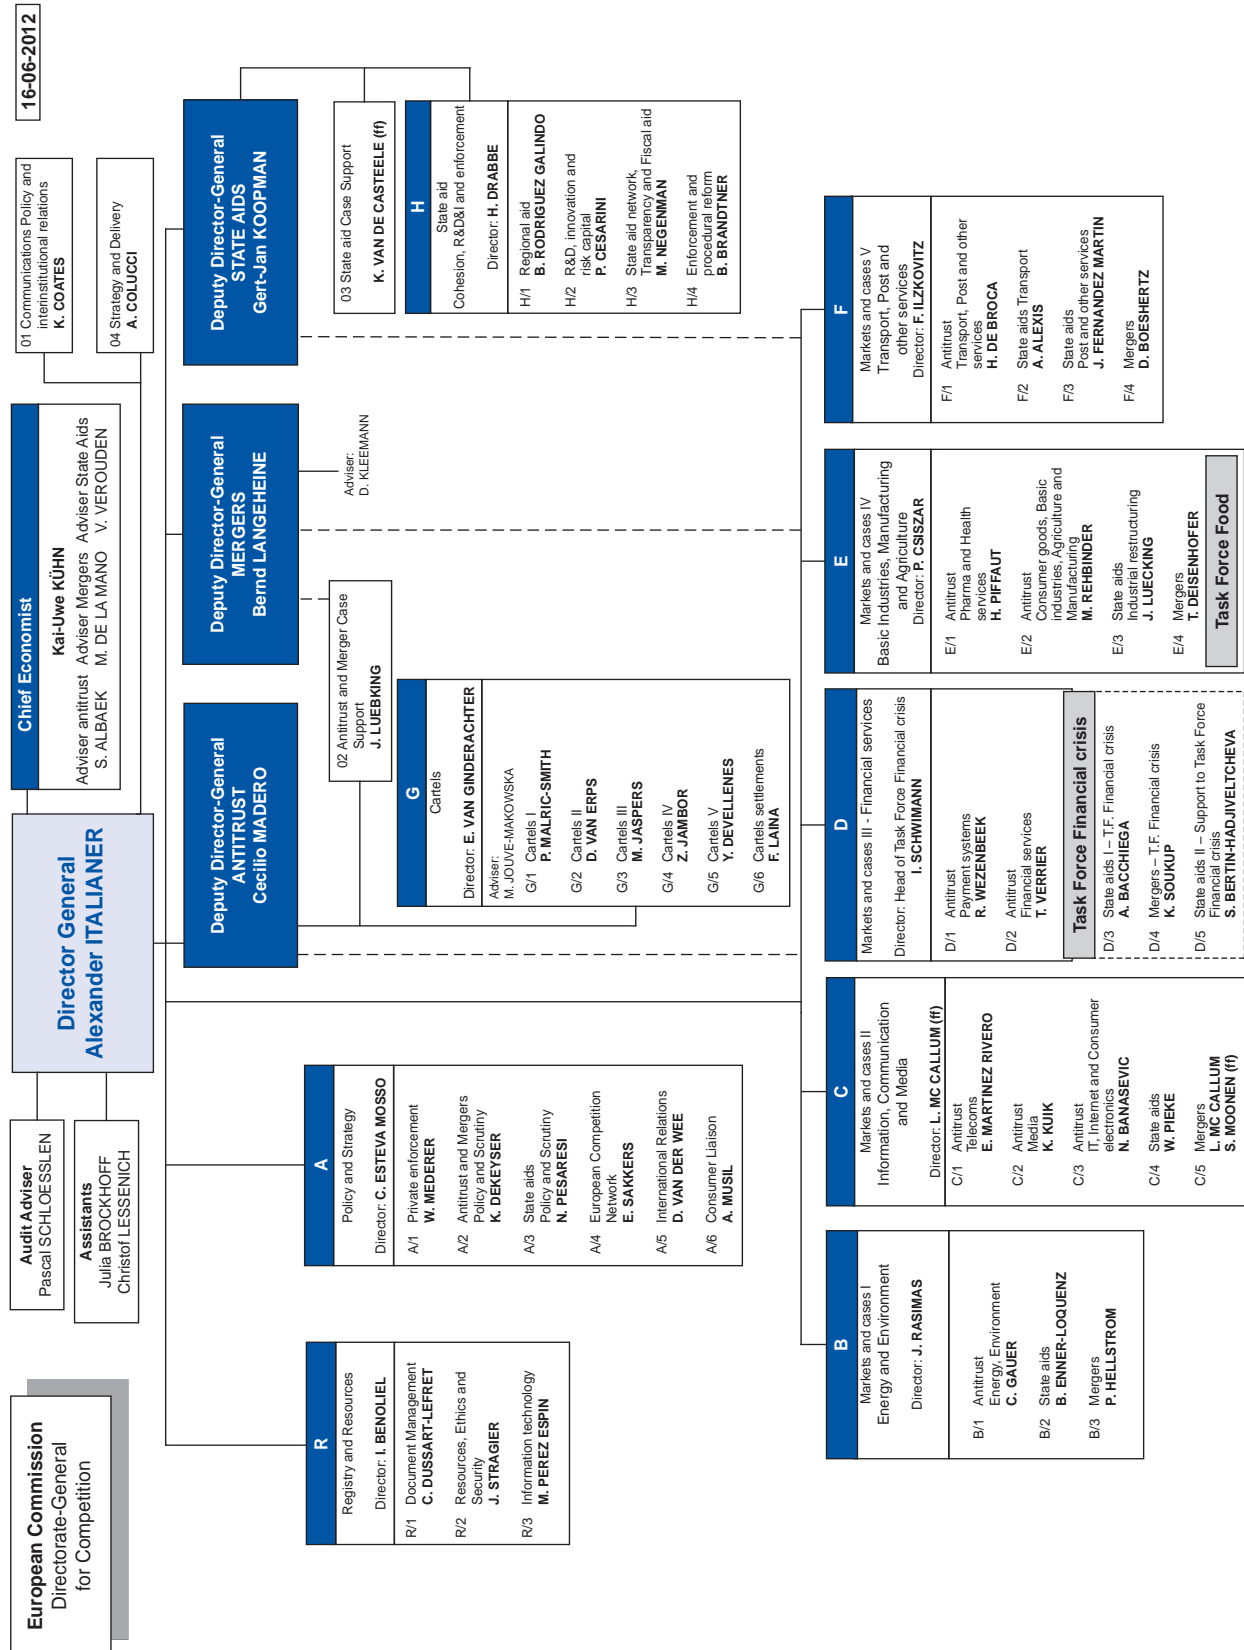 European Commission
Directorate-General
for Competition
Audit Adviser
Pascal SCHLOESSLEN
Assistants
Julia BROCKHOFF
Christof LESSENICH
Director General
Alexander ITALIANER
Chief Economist
Kai-Uwe KÜHN
Adviser antitrust Adviser Mergers Adviser State Aids
S. ALBAEK M. DE LA MANO V. VEROUDEN
01 Communications Policy and
interinstitutional relations
K. COATES
04 Strategy and Delivery
A. COLUCCI
16-06-2012
Deputy Director-General
ANTITRUST
Cecilio MADERO
Deputy Director-General
MERGERS
Bernd LANGEHEINE
Adviser:
D. KLEEMANN
Deputy Director-General
STATE AIDS
Gert-Jan KOOPMAN
02 Antitrust and Merger Case
Support
J. LUEBKING
03 State aid Case Support
K. VAN DE CASTEELE (ff)
R
Registry and Resources
Director: I. BENOLIEL
R/1 Document Management
C. DUSSART-LEFRET
R/2 Resources, Ethics and
Security
J. STRAGIER
R/3 Information technology
M. PEREZ ESPIN
A
Policy and Strategy
Director: C. ESTEVA MOSSO
A/1 Private enforcement
W. MEDERER
A/2 Antitrust and Mergers
Policy and Scrutiny
K. DEKEYSER
A/3 State aids
Policy and Scrutiny
N. PESARESI
A/4 European Competition
Network
E. SAKKERS
A/5 International Relations
D. VAN DER WEE
A/6 Consumer Liaison
A. MUSIL
G
Cartels
Director: E. VAN GINDERACHTER
Adviser:
M. JOUVE-MAKOWSKA
G/1 Cartels I
P. MALRIC-SMITH
G/2 Cartels II
D. VAN ERPS
G/3 Cartels III
M. JASPERS
G/4 Cartels IV
Z. JAMBOR
G/5 Cartels V
Y. DEVELLENES
G/6 Cartels settlements
F. LAINA
H
State aid
Cohesion, R&D&I and enforcement
Director: H. DRABBE
H/1 Regional aid
B. RODRIGUEZ GALINDO
H/2 R&D, innovation and
risk capital
P. CESARINI
H/3 State aid network,
Transparency and Fiscal aid
M. NEGENMAN
H/4 Enforcement and
procedural reform
B. BRANDTNER
B
Markets and cases I
Energy and Environment
Director: J. RASIMAS
B/1 Antitrust
Energy, Environment
C. GAUER
B/2 State aids
B. ENNER-LOQUENZ
B/3 Mergers
P. HELLSTROM
C
Markets and cases II
Information, Communication
and Media
Director: L. MC CALLUM (ff)
C/1 Antitrust
Telecoms
E. MARTINEZ RIVERO
C/2 Antitrust
Media
K. KUIK
C/3 Antitrust
IT, Internet and Consumer
electronics
N. BANASEVIC
C/4 State aids
W. PIEKE
C/5 Mergers
L. MC CALLUM
S. MOONEN (ff)
D
Markets and cases III - Financial services
Director: Head of Task Force Financial crisis
I. SCHWIMANN
D/1 Antitrust
Payment systems
R. WEZENBEEK
D/2 Antitrust
Financial services
T. VERRIER
Task Force Financial crisis
D/3 State aids I – T.F. Financial crisis
A. BACCHIEGA
D/4 Mergers – T.F. Financial crisis
K. SOUKUP
D/5 State aids II – Support to Task Force
Financial crisis
S. BERTIN-HADJIVELTCHEVA
E
Markets and cases IV
Basic Industries, Manufacturing
and Agriculture
Director: P. CSISZAR
E/1 Antitrust
Pharma and Health
services
H. PIFFAUT
E/2 Antitrust
Consumer goods, Basic
industries, Agriculture and
Manufacturing
M. REHBINDER
E/3 State aids
Industrial restructuring
J. LUECKING
E/4 Mergers
T. DEISENHOFER
Task Force Food
F
Markets and cases V
Transport, Post and
other services
Director: F. ILZKOVITZ
F/1 Antitrust
Transport, Post and other
services
H. DE BROCA
F/2 State aids Transport
A. ALEXIS
F/3 State aids
Post and other services
J. FERNANDEZ MARTIN
F/4 Mergers
D. BOESHERTZ